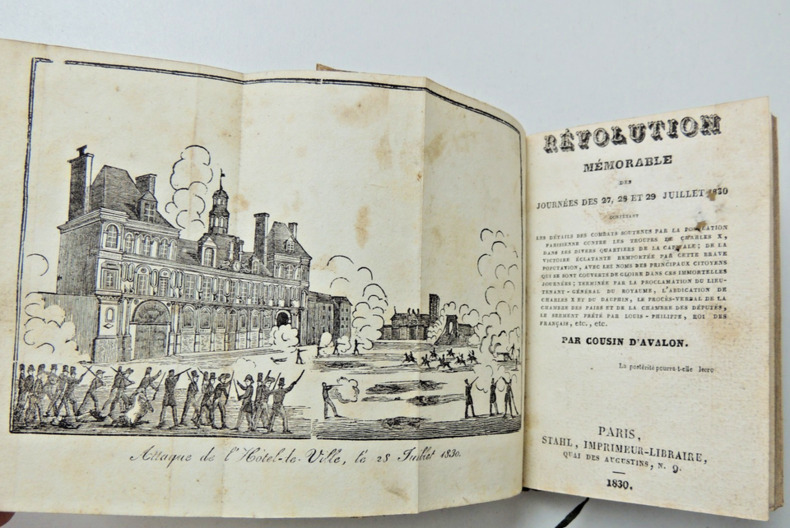 Attaque de l'Hôtel-de-Ville, le 28 Juillet 1830.
RÉVOLUTION
MÉMORABLE
DES
JOURNÉES DES 27, 28 ET 29 JUILLET 1830
CONTENANT
LES DÉTAILS DES COMBATS SOUTENUS PAR LA POPULATION
PARISIENNE CONTRE LES TROUPES DE CHARLES X,
DANS LES DIVERS QUARTIERS DE LA CAPITALE; DE LA
VICTOIRE ÉCLATANTE REMPORTÉE PAR CETTE BRAVE
POPULATION, AVEC LES NOMS DES PRINCIPAUX CITOYENS
QUI SE SONT COUVERTS DE GLOIRE DANS CES IMMORTELLES
JOURNÉES; TERMINÉE PAR LA PROCLAMATION DU LIEU-
TENANT-GÉNÉRAL DU ROYAUME, L'ABDICATION DE
CHARLES X ET DU DAUPHIN, LE PROCÈS-VERBAL DE LA
CHAMBRE DES PAIRS ET DE LA CHAMBRE DES DÉPUTÉS,
LE SERMENT PRÊTÉ PAR LOUIS-PHILIPPE, ROI DES
FRANÇAIS, etc., etc.
PAR COUSIN D'AVALON.
La postérité pourra t-elle le croire
PARIS,
STAHL, IMPRIMEUR-LIBRAIRE,
QUAI DES AUGUSTINS, N. 9.
1830.